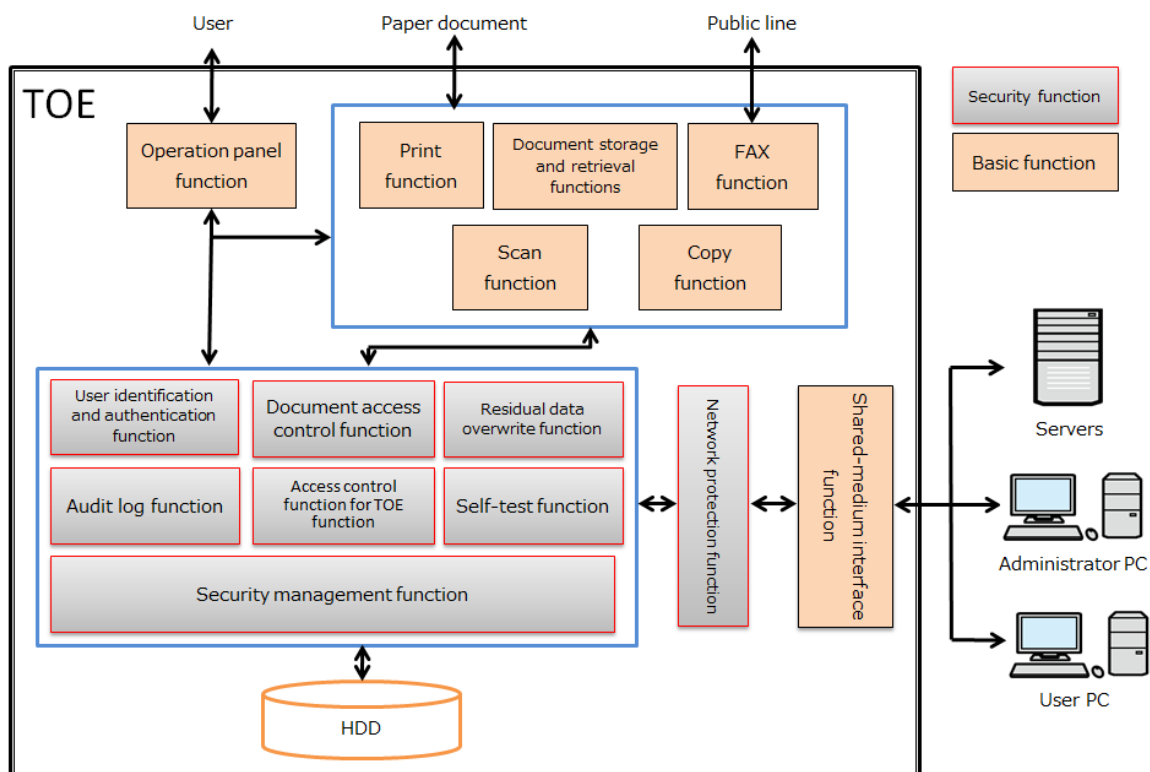 User
Paper document
Public line
TOE
Security function
Basic function
Operation panel
function
Print
function
Document storage
and retrieval
functions
FAX
function
Scan
function
Copy
function
User identification
and authentication
function
Document access
control function
Residual data
overwrite function
Audit log function
Access control
function for TOE
function
Self-test function
Security management function
Network protection function
Shared-medium interface
function
Servers
Administrator PC
User PC
HDD